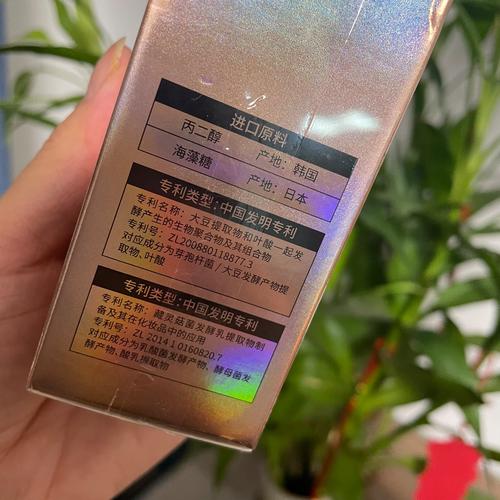 进口原料
丙二醇 产地：韩国
海藻糖 产地：日本
专利类型：中国发明专利
专利名称：大豆提取物和叶酸一起发
酵产生的生物聚合物及其组合物
专利号：ZL200880118877.3
对应成分为芽孢杆菌/大豆发酵产物提
取物、叶酸
专利类型：中国发明专利
专利名称：藏灵菇菌发酵乳提取物制
备及其在化妆品中的应用
专利号：ZL 2014 1 0160820.7
对应成分为乳酸菌发酵产物、酵母菌发
酵产物、酸乳提取物